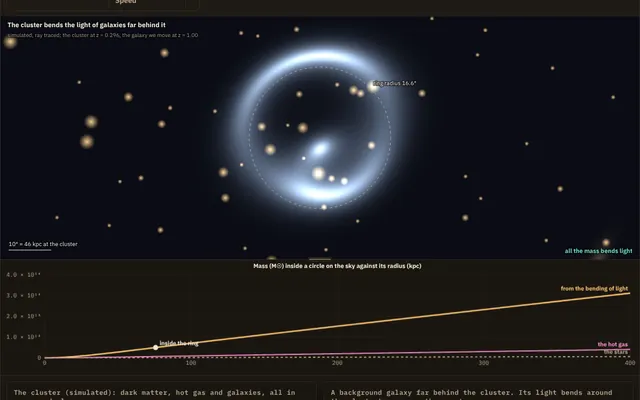 Speed
The cluster bends the light of galaxies far behind it
simulated, ray traced; the cluster at z = 0.296, the galaxy we move at z = 1.00
ring radius 16.6"
10" = 46 kpc at the cluster
all the mass bends light
Mass (M☉) inside a circle on the sky against its radius (kpc)
4.0 × 10¹⁴
from the bending of light
3.0 × 10¹⁴
2.0 × 10¹⁴
1.0 × 10¹⁴
inside the ring
the hot gas
the stars
0
0 100 200 300 400
The cluster (simulated): dark matter, hot gas and galaxies, all in
A background galaxy far behind the cluster. Its light bends around